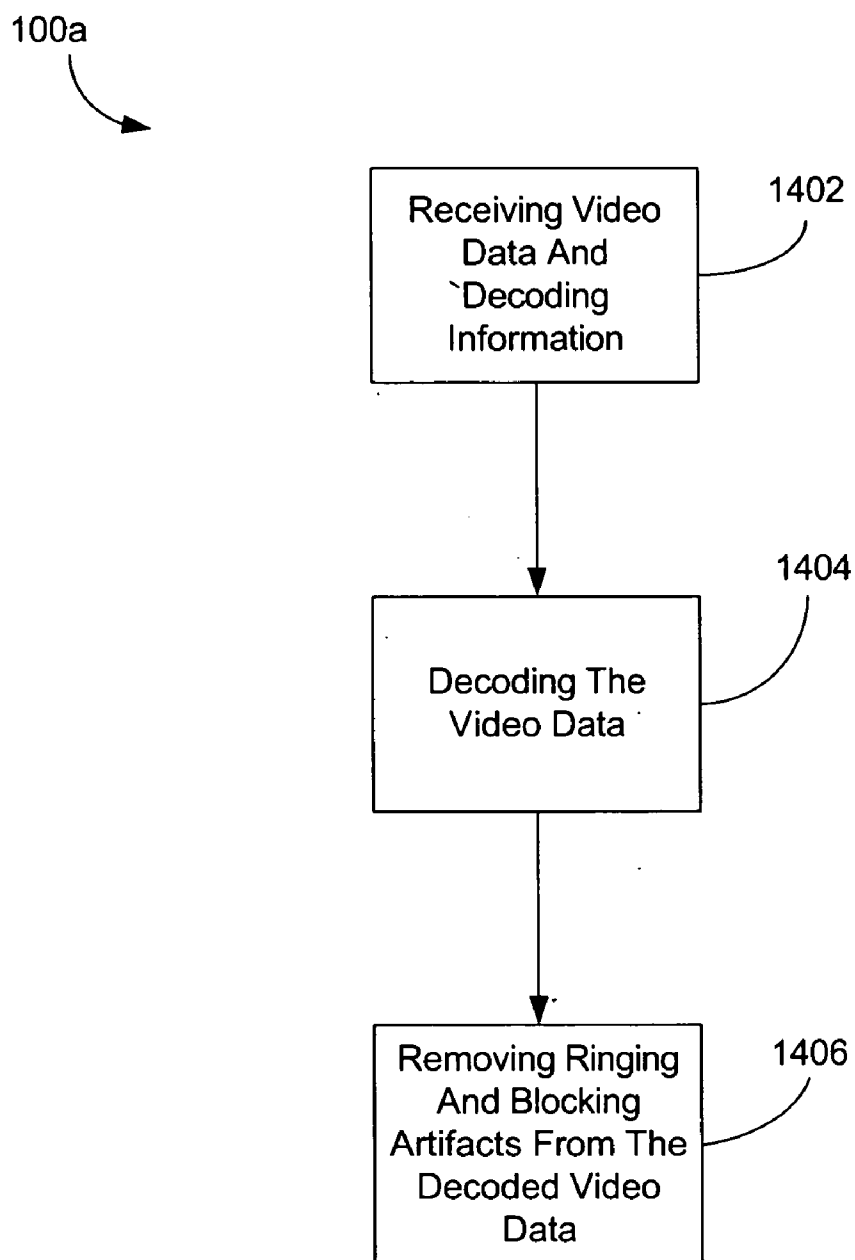 100a
1402
Receiving Video
Data And
Decoding
Information
1404
Decoding The
Video Data
1406
Removing Ringing
And Blocking
Artifacts From The
Decoded Video
Data